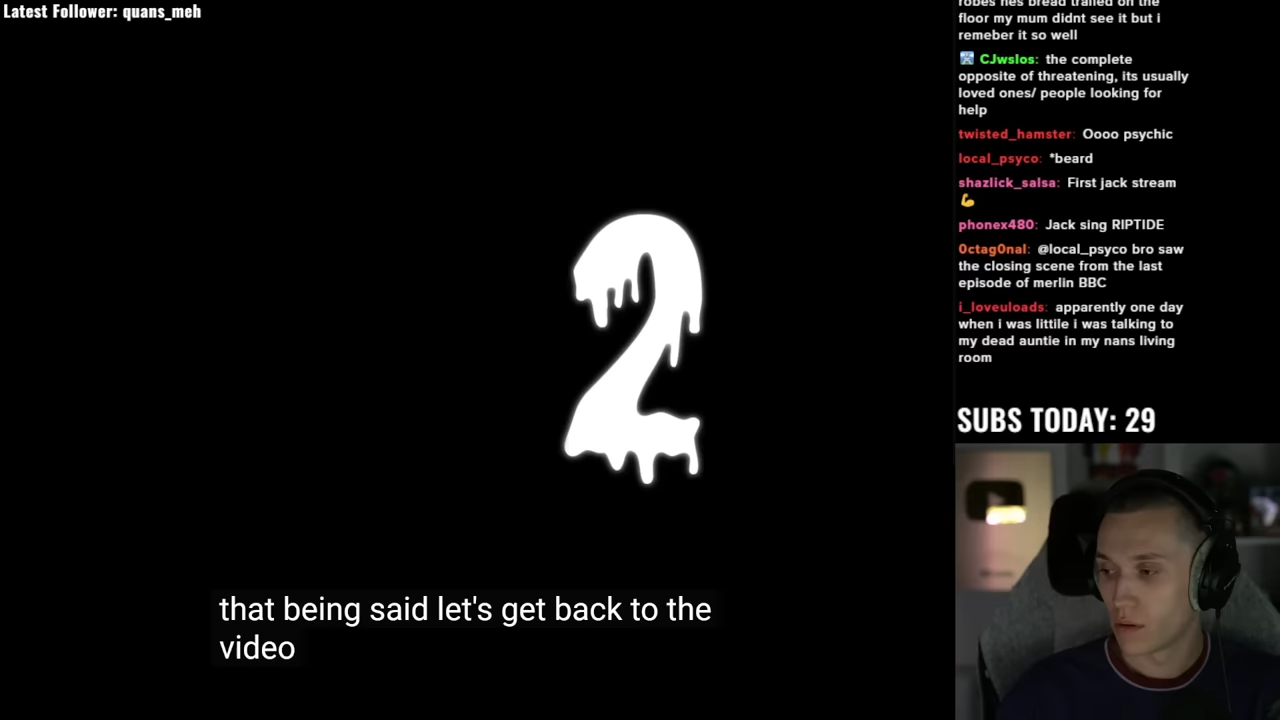 Latest Follower: quans_meh
robes hes bread trailed on the
floor my mum didnt see it but i
remeber it so well
CJwslos: the complete
opposite of threatening, its usually
loved ones/ people looking for
help
twisted_hamster: Oooo psychic
local_psyco: *beard
shazlick_salsa: First jack stream
💪
phonex480: Jack sing RIPTIDE
0ctag0nal: @local_psyco bro saw
the closing scene from the last
episode of merlin BBC
i_loveuloads: apparently one day
when i was littile i was talking to
my dead auntie in my nans living
room
SUBS TODAY: 29
2
that being said let's get back to the
video